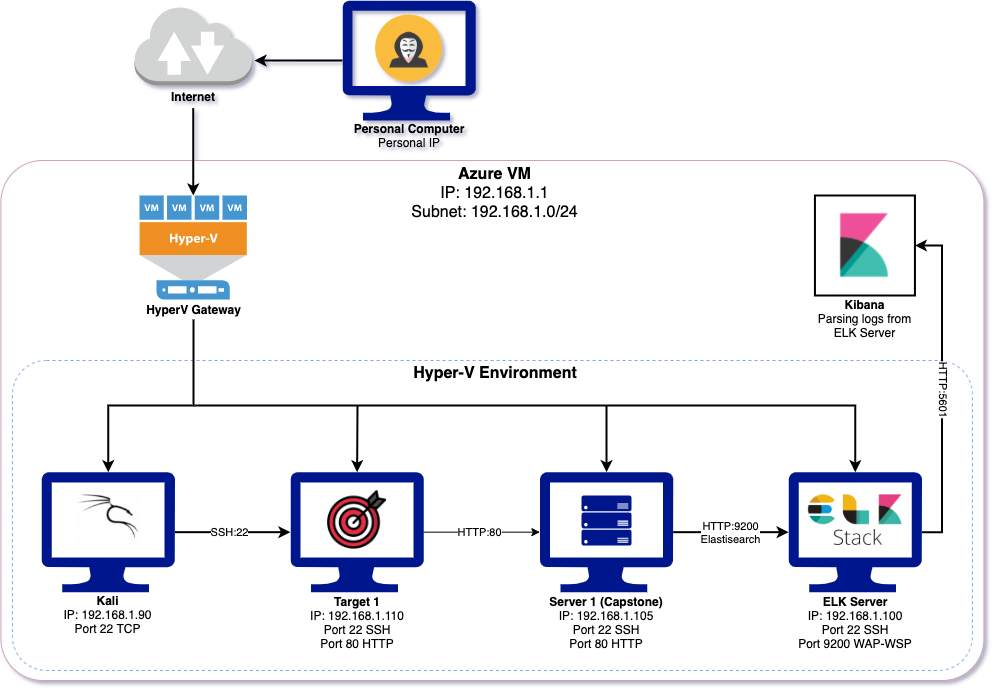 Internet
Personal Computer
Personal IP
Azure VM
IP: 192.168.1.1
Subnet: 192.168.1.0/24
VM VM VM VM
Hyper-V
HyperV Gateway
Kibana
Parsing logs from
ELK Server
HTTP:5601
Hyper-V Environment
SSH:22
HTTP:80
HTTP:9200
Elastisearch
Stack
Kali
IP: 192.168.1.90
Port 22 TCP
Target 1
IP: 192.168.1.110
Port 22 SSH
Port 80 HTTP
Server 1 (Capstone)
IP: 192.168.1.105
Port 22 SSH
Port 80 HTTP
ELK Server
IP: 192.168.1.100
Port 22 SSH
Port 9200 WAP-WSP